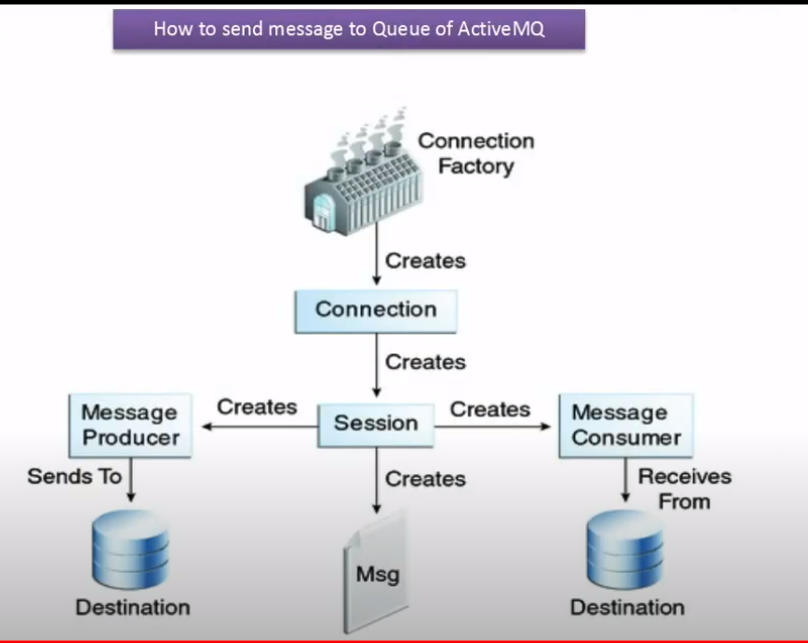 How to send message to Queue of ActiveMQ
Connection
Factory
Creates
Connection
Creates
Message
Producer
Creates
Session
Creates
Message
Consumer
Sends To
Creates
Receives
From
Msg
Destination
Destination